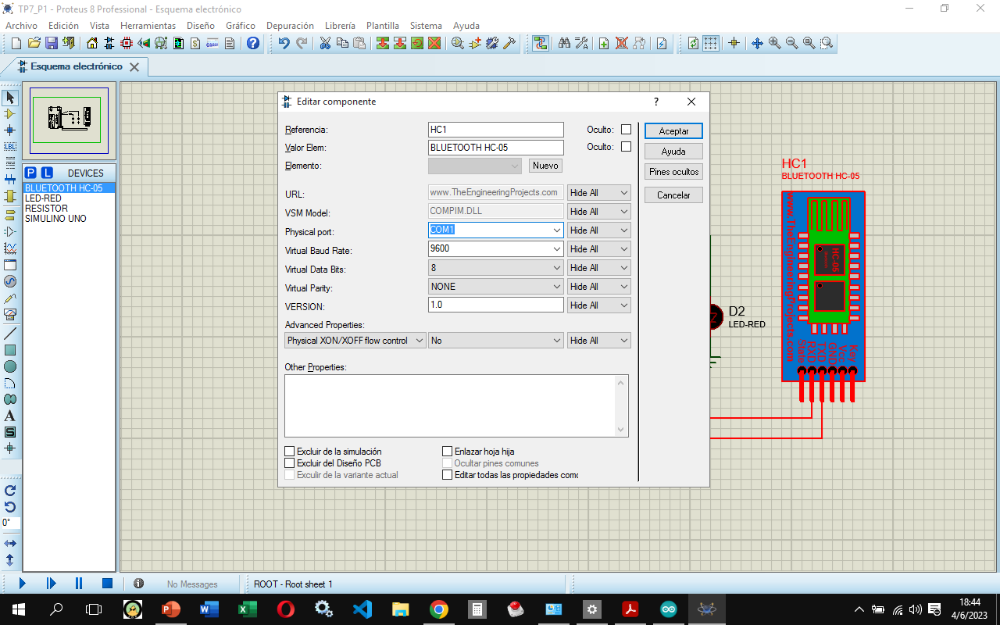 TP7_P1 - Proteus 8 Professional - Esquema electrónico
Archivo Edición Vista Herramientas Diseño Gráfico Depuración Librería Plantilla Sistema Ayuda
Esquema electrónico
P L DEVICES
BLUETOOTH HC-05
LED-RED
RESISTOR
SIMULINO UNO
LBL
A
S
0°
Editar componente
?
Referencia: HC1 Oculto:
Valor Elem: BLUETOOTH HC-05 Oculto:
Elemento: Nuevo
URL: www.TheEngineeringProjects.com Hide All
VSM Model: COMPIM.DLL Hide All
Physical port: COM1 Hide All
Virtual Baud Rate: 9600 Hide All
Virtual Data Bits: 8 Hide All
Virtual Parity: NONE Hide All
VERSION: 1.0 Hide All
Advanced Properties:
Physical XON/XOFF flow control No Hide All
Other Properties:
Excluir de la simulación
Excluir del Diseño PCB
Exculir de la variante actual
Enlazar hoja hija
Ocultar pines comunes
Editar todas las propiedades como
Aceptar
Ayuda
Pines ocultos
Cancelar
HC1
BLUETOOTH HC-05
www.TheEngineeringProjects.com
HC-05
State
RXD
TXD
GND
Vcc
Key
D2
LED-RED
No Messages
ROOT - Root sheet 1
18:44
4/6/2023